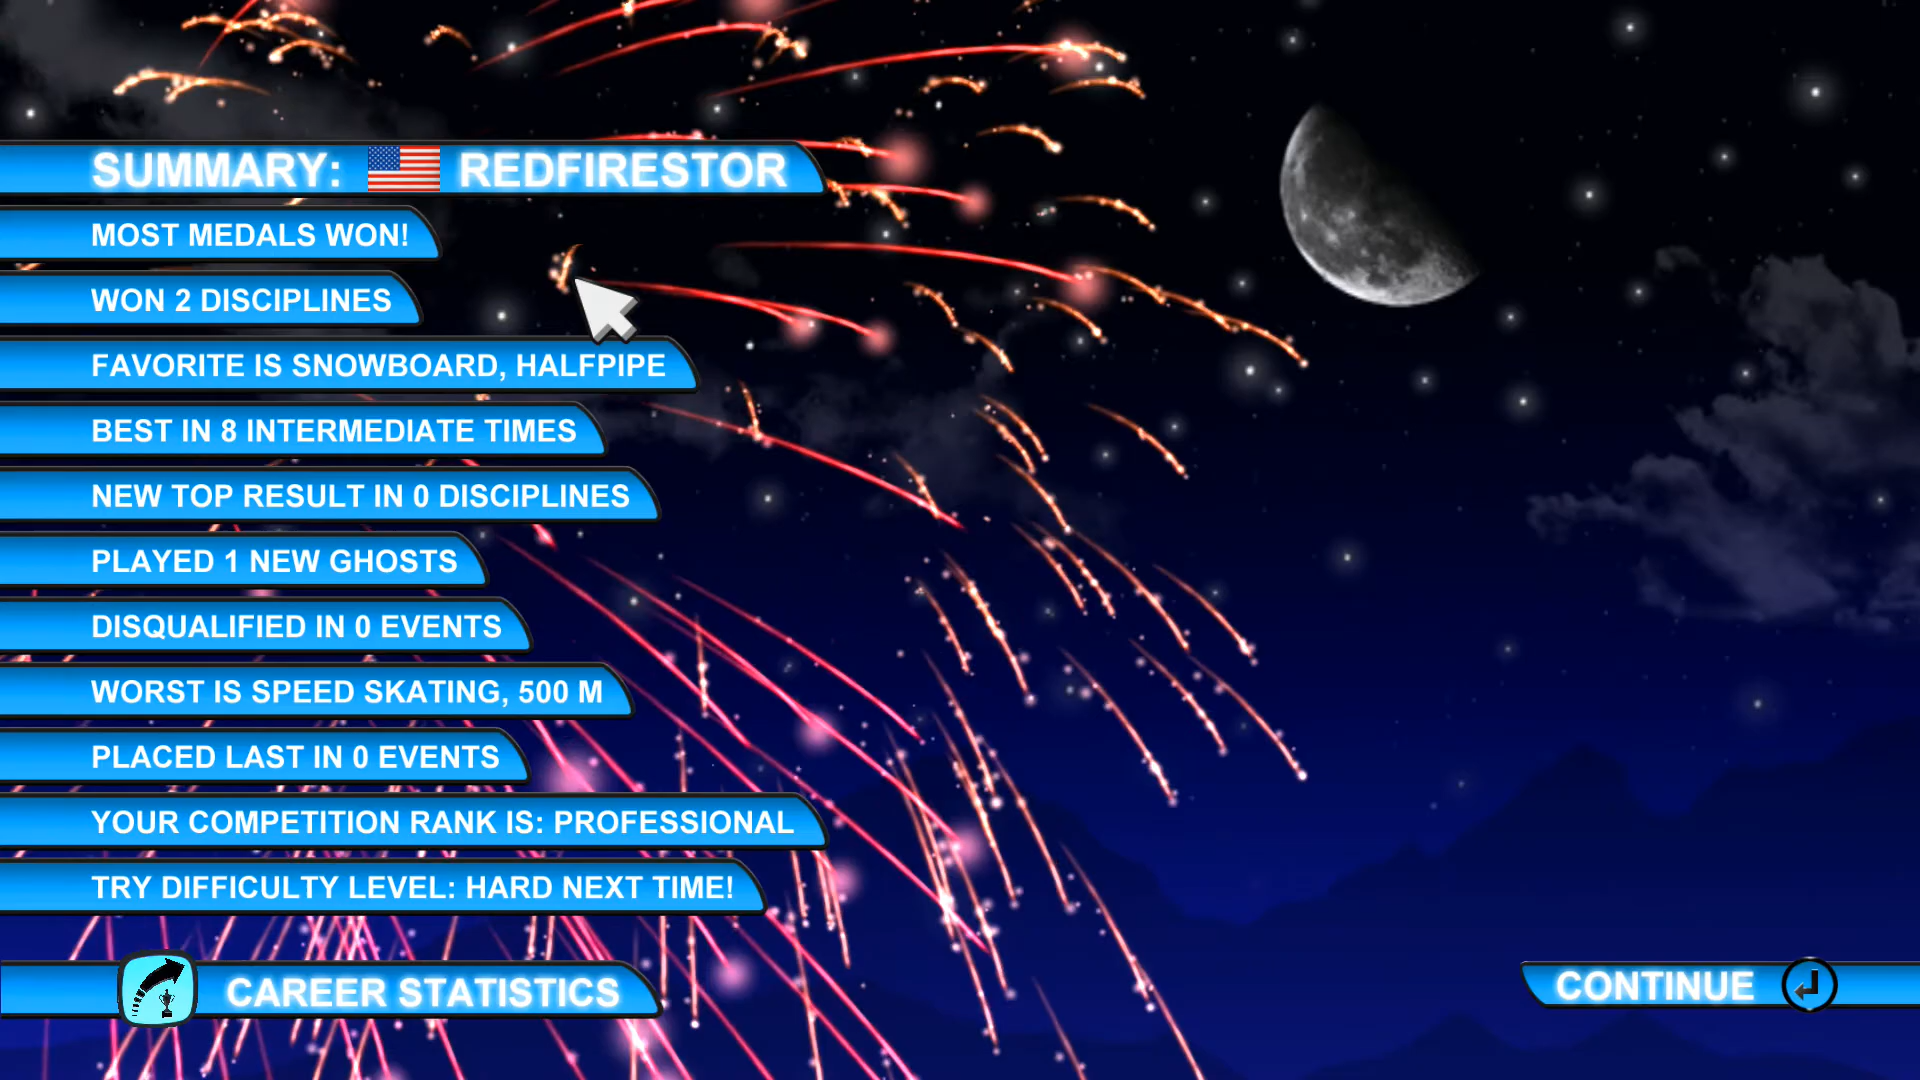 SUMMARY: REDFIRESTOR
MOST MEDALS WON!
WON 2 DISCIPLINES
FAVORITE IS SNOWBOARD, HALFPIPE
BEST IN 8 INTERMEDIATE TIMES
NEW TOP RESULT IN 0 DISCIPLINES
PLAYED 1 NEW GHOSTS
DISQUALIFIED IN 0 EVENTS
WORST IS SPEED SKATING, 500 M
PLACED LAST IN 0 EVENTS
YOUR COMPETITION RANK IS: PROFESSIONAL
TRY DIFFICULTY LEVEL: HARD NEXT TIME!
CAREER STATISTICS
CONTINUE